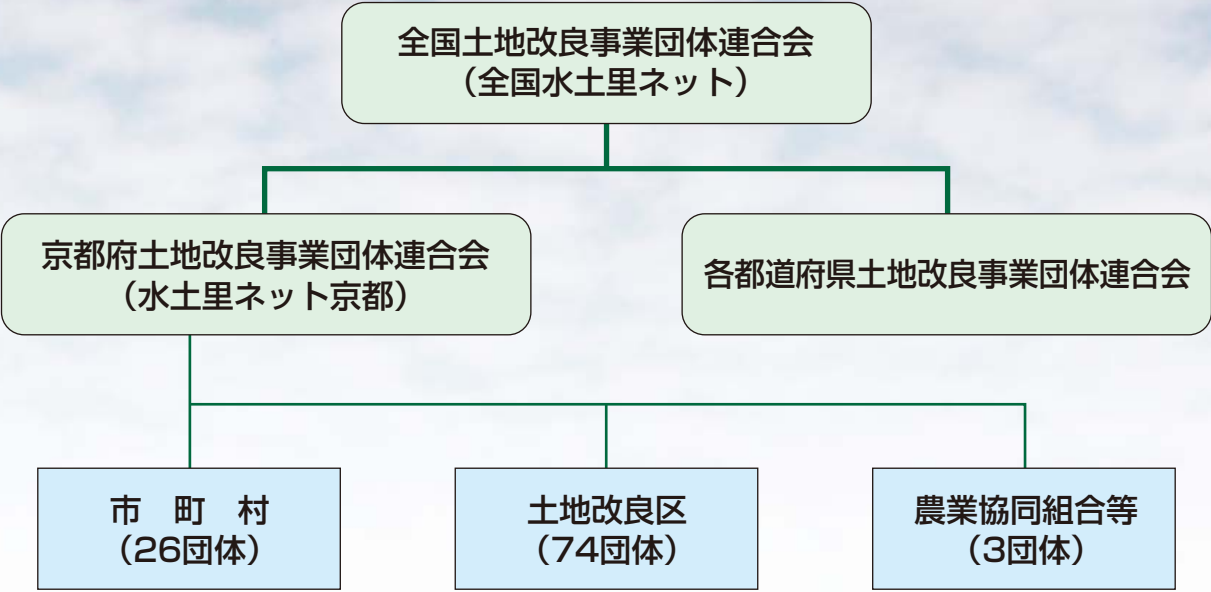 全国土地改良事業団体連合会
（全国水土里ネット）
京都府土地改良事業団体連合会
（水土里ネット京都）
各都道府県土地改良事業団体連合会
市　町　村
（26団体）
土地改良区
（74団体）
農業協同組合等
（3団体）